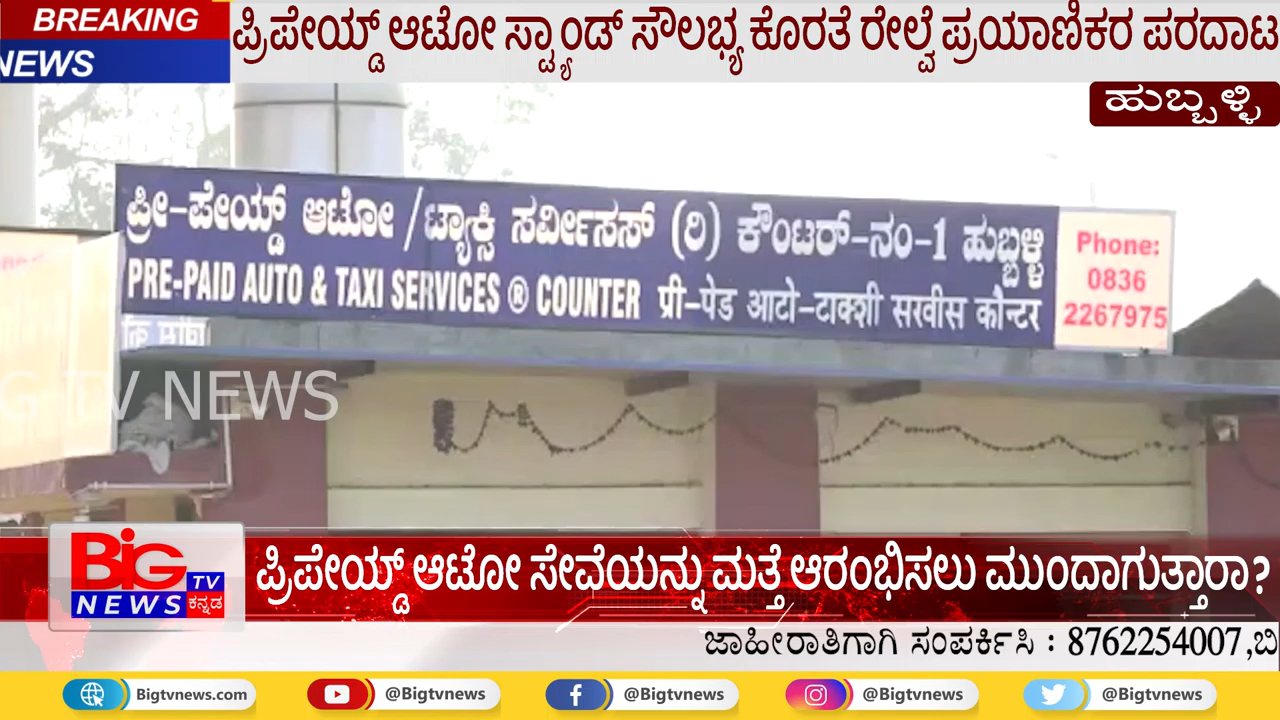 BREAKING
NEWS
ಪ್ರಿಪೇಯ್ಡ್ ಆಟೋ ಸ್ಟ್ಯಾಂಡ್ ಸೌಲಭ್ಯ ಕೊರತೆ ರೇಲ್ವೆ ಪ್ರಯಾಣಿಕರ ಪರದಾಟ
ಹುಬ್ಬಳ್ಳಿ
ಪ್ರೀ-ಪೇಯ್ಡ್ ಆಟೋ/ಟ್ಯಾಕ್ಸಿ ಸರ್ವೀಸಸ್ (ರಿ) ಕೌಂಟರ್-ನಂ-1 ಹುಬ್ಬಳ್ಳಿ
PRE-PAID AUTO & TAXI SERVICES ® COUNTER प्री-पेड आटो-टाक्शी सरवीस कौन्टर
Phone:
0836
2267975
G TV NEWS
BIG
TV
NEWS
ಕನ್ನಡ
ಪ್ರಿಪೇಯ್ಡ್ ಆಟೋ ಸೇವೆಯನ್ನು ಮತ್ತೆ ಆರಂಭಿಸಲು ಮುಂದಾಗುತ್ತಾರಾ?
ಜಾಹೀರಾತಿಗಾಗಿ ಸಂಪರ್ಕಿಸಿ : 8762254007,ಬಿ
Bigtvnews.com
@Bigtvnews
@Bigtvnews
@Bigtvnews
@Bigtvnews